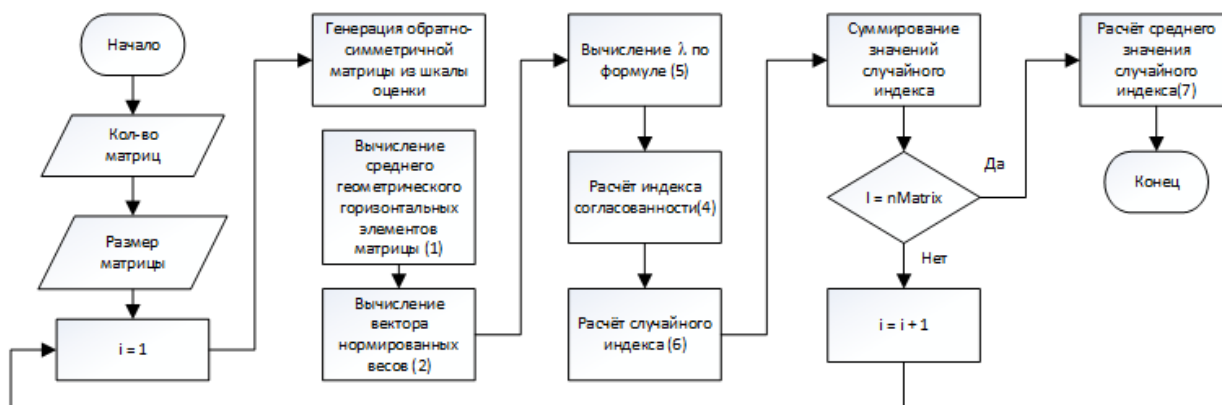 Начало
Кол-во
матриц
Размер
матрицы
i = 1
Генерация обратно-
симметричной
матрицы из шкалы
оценки
Вычисление
среднего
геометрического
горизонтальных
элементов
матрицы (1)
Вычисление
вектора
нормированных
весов (2)
Вычисление λ по
формуле (5)
Расчёт индекса
согласованности(4)
Расчёт случайного
индекса (6)
Суммирование
значений
случайного
индекса
I = nMatrix
Да
Нет
i = i + 1
Расчёт среднего
значения
случайного
индекса(7)
Конец